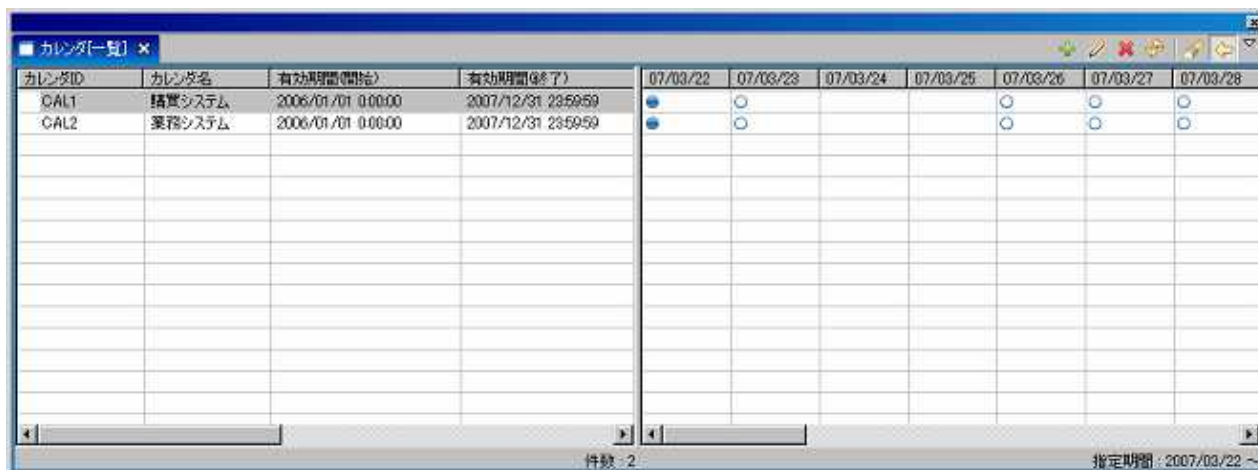 カレンダ[一覧]
カレンダID カレンダ名 有効期間(開始) 有効期間(終了) 07/03/22 07/03/23 07/03/24 07/03/25 07/03/26 07/03/27 07/03/28
CAL1 購買システム 2006/01/01 0:00:00 2007/12/31 23:59:59
CAL2 業務システム 2006/01/01 0:00:00 2007/12/31 23:59:59
件数 : 2 指定期間 : 2007/03/22 ~